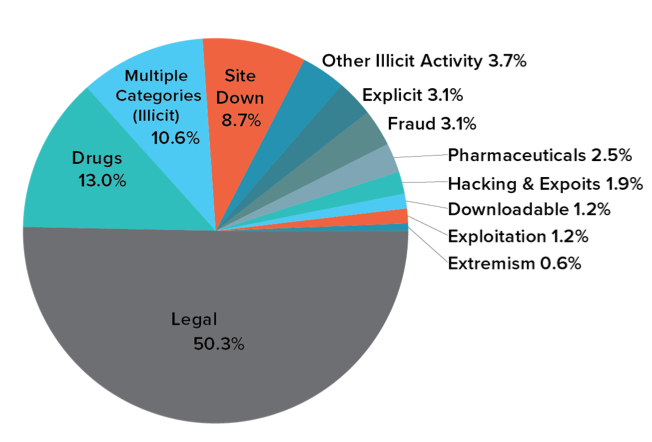 Other Illicit Activity 3.7%
Multiple
Categories
(Illicit)
10.6%
Site
Down
8.7%
Explicit 3.1%
Fraud 3.1%
Drugs
13.0%
Pharmaceuticals 2.5%
Hacking & Expoits 1.9%
Downloadable 1.2%
Exploitation 1.2%
Extremism 0.6%
Legal
50.3%